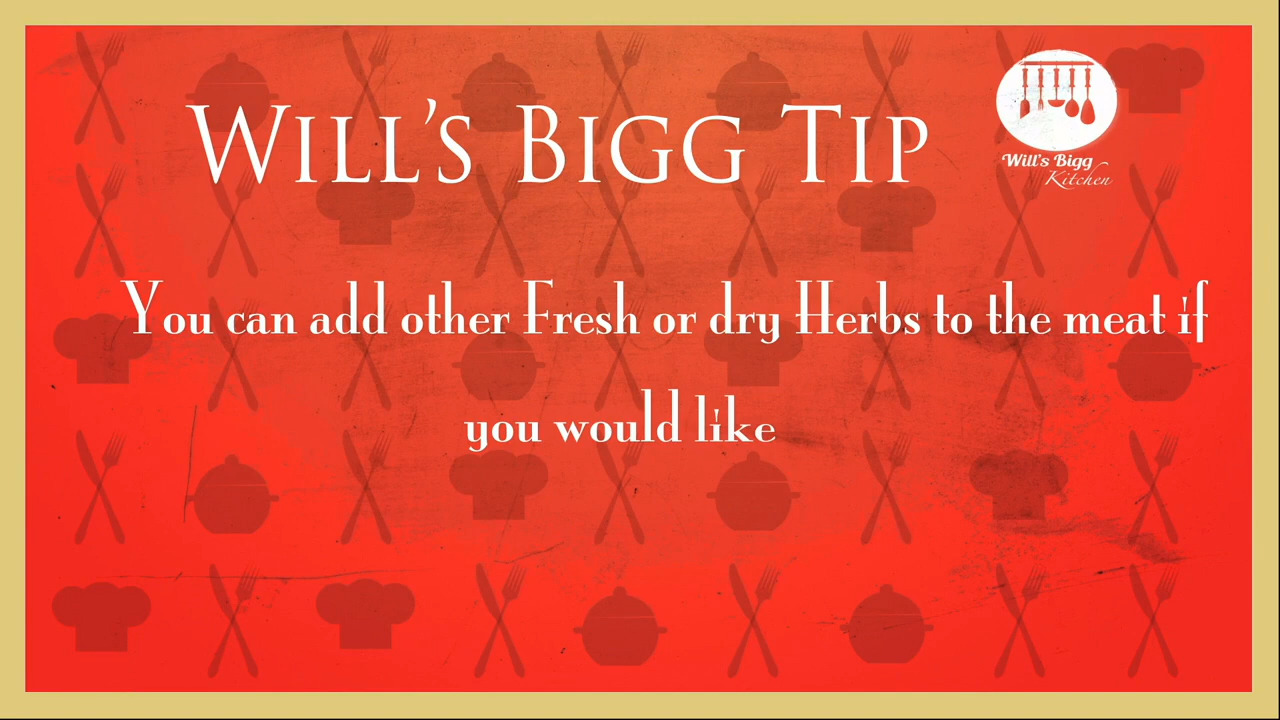 WILL'S BIGG TIP
Will's Bigg
Kitchen
You can add other Fresh or dry Herbs to the meat if
you would like